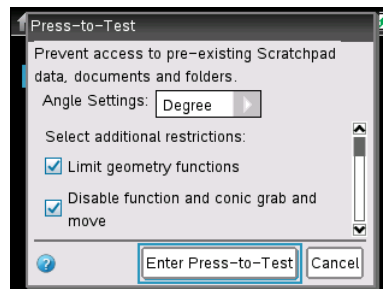 Press-to-Test
Prevent access to pre-existing Scratchpad
data, documents and folders.
Angle Settings: Degree
Select additional restrictions:
Limit geometry functions
Disable function and conic grab and
move
? Enter Press-to-Test Cancel